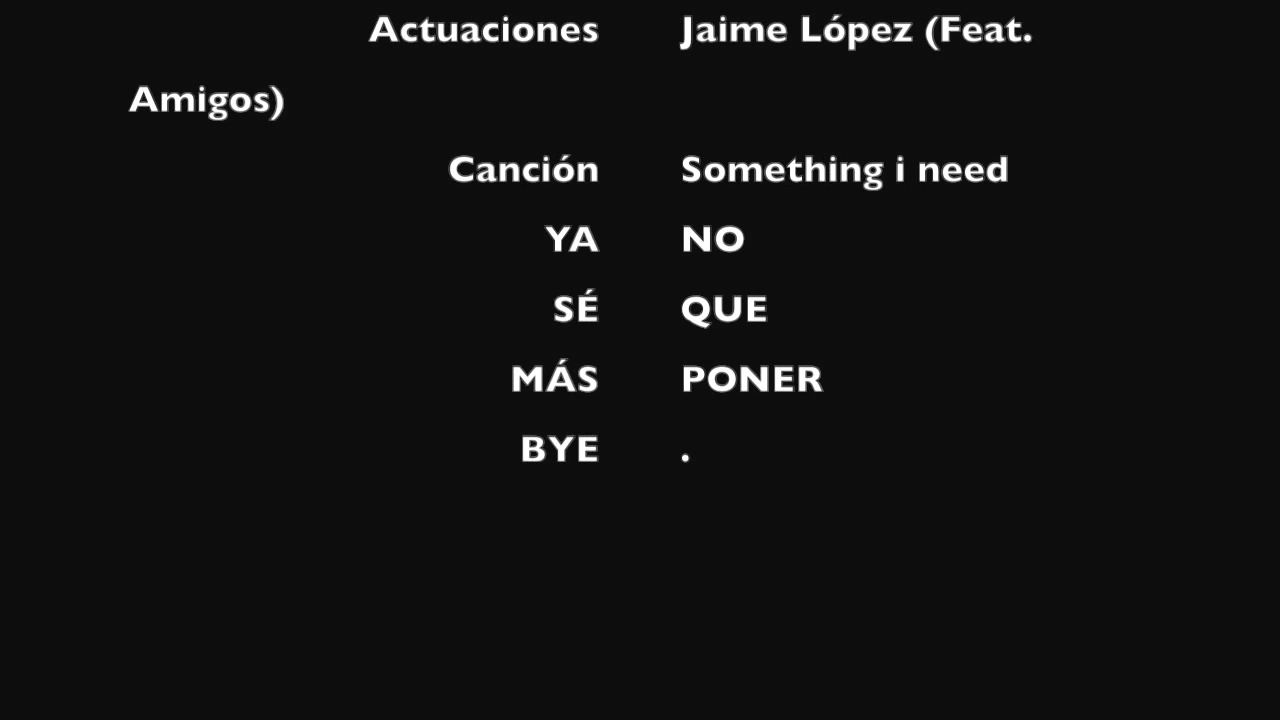 Actuaciones Jaime López (Feat.
Amigos)
Canción Something i need
YA NO
SÉ QUE
MÁS PONER
BYE .